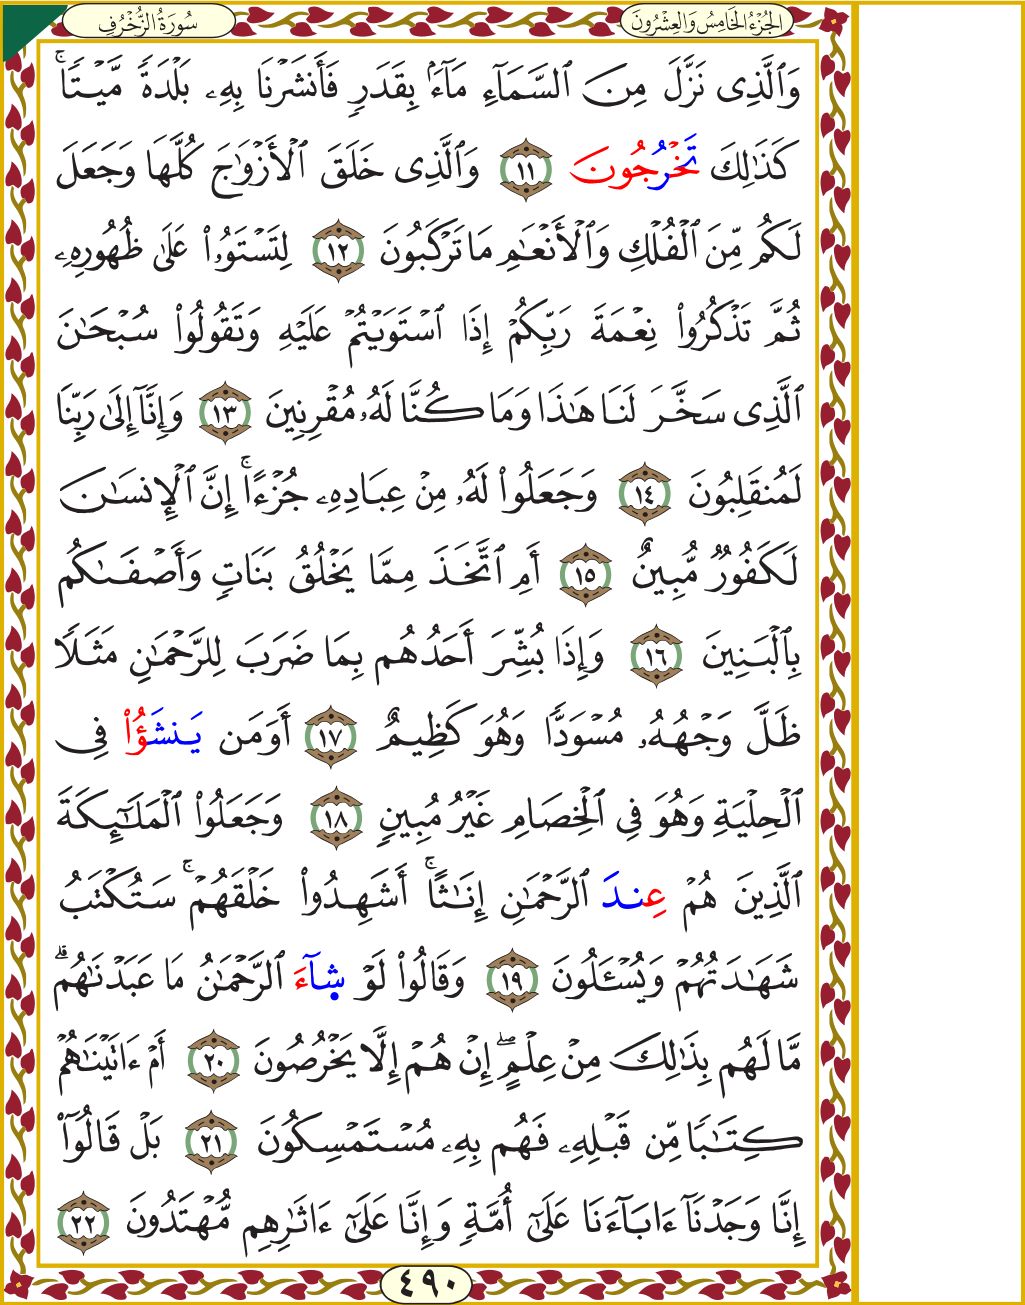 سُورَةُ الزُّخْرُفِ
الجُزْءُ الخَامِسُ وَالعِشْرُونَ
وَٱلَّذِى نَزَّلَ مِنَ ٱلسَّمَآءِ مَآءَۢ بِقَدَرٖ فَأَنشَرْنَا بِهِۦ بَلْدَةٗ مَّيْتٗاۚ
كَذَٰلِكَ تَخْرُجُونَ ١١ وَٱلَّذِى خَلَقَ ٱلْأَزْوَٰجَ كُلَّهَا وَجَعَلَ
لَكُم مِّنَ ٱلْفُلْكِ وَٱلْأَنْعَٰمِ مَا تَرْكَبُونَ ١٢ لِتَسْتَوُۥا۟ عَلَىٰ ظُهُورِهِۦ
ثُمَّ تَذْكُرُوا۟ نِعْمَةَ رَبِّكُمْ إِذَا ٱسْتَوَيْتُمْ عَلَيْهِ وَتَقُولُوا۟ سُبْحَٰنَ
ٱلَّذِى سَخَّرَ لَنَا هَٰذَا وَمَا كُنَّا لَهُۥ مُقْرِنِينَ ١٣ وَإِنَّآ إِلَىٰ رَبِّنَا
لَمُنقَلِبُونَ ١٤ وَجَعَلُوا۟ لَهُۥ مِنْ عِبَادِهِۦ جُزْءًاۚ إِنَّ ٱلْإِنسَٰنَ
لَكَفُورٞ مُّبِينٌ ١٥ أَمِ ٱتَّخَذَ مِمَّا يَخْلُقُ بَنَاتٖ وَأَصْفَىٰكُم
بِٱلْبَنِينَ ١٦ وَإِذَا بُشِّرَ أَحَدُهُم بِمَا ضَرَبَ لِلرَّحْمَٰنِ مَثَلٗا
ظَلَّ وَجْهُهُۥ مُسْوَدّٗا وَهُوَ كَظِيمٌ ١٧ أَوَمَن يَنشَؤُا۟ فِى
ٱلْحِلْيَةِ وَهُوَ فِى ٱلْخِصَامِ غَيْرُ مُبِينٖ ١٨ وَجَعَلُوا۟ ٱلْمَلَٰٓئِكَةَ
ٱلَّذِينَ هُمْ عِندَ ٱلرَّحْمَٰنِ إِنَٰثًاۚ أَشَهِدُوا۟ خَلْقَهُمْۚ سَتُكْتَبُ
شَهَٰدَتُهُمْ وَيُسْـَٔلُونَ ١٩ وَقَالُوا۟ لَوْ شَآءَ ٱلرَّحْمَٰنُ مَا عَبَدْنَٰهُمۗ
مَّا لَهُم بِذَٰلِكَ مِنْ عِلْمٍۖ إِنْ هُمْ إِلَّا يَخْرُصُونَ ٢٠ أَمْ ءَاتَيْنَٰهُمْ
كِتَٰبٗا مِّن قَبْلِهِۦ فَهُم بِهِۦ مُسْتَمْسِكُونَ ٢١ بَلْ قَالُوٓا۟
إِنَّا وَجَدْنَآ ءَابَآءَنَا عَلَىٰٓ أُمَّةٖ وَإِنَّا عَلَىٰٓ ءَاثَٰرِهِم مُّهْتَدُونَ ٢٢
٤٩٠